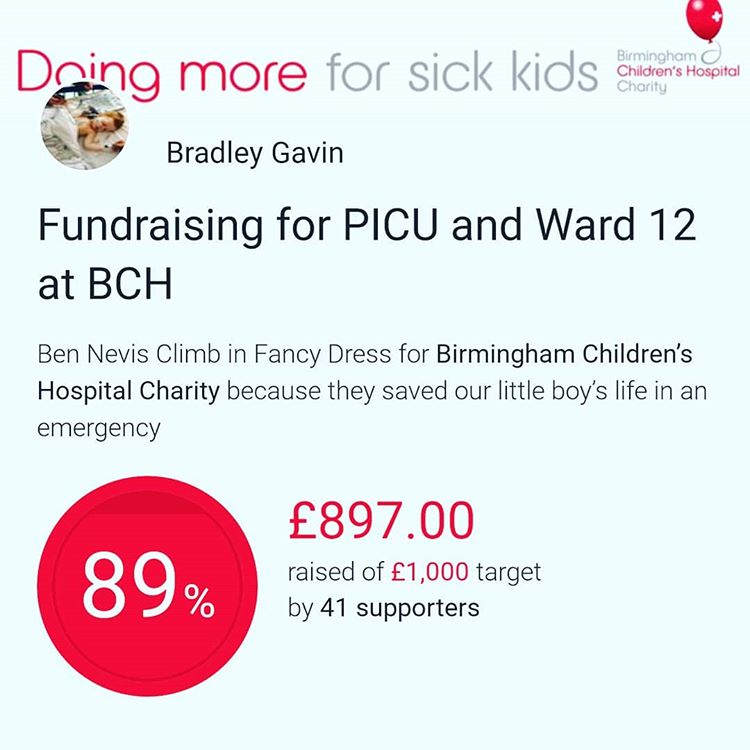 Doing more for sick kids
Birmingham
Children's Hospital
Charity
Bradley Gavin
Fundraising for PICU and Ward 12
at BCH
Ben Nevis Climb in Fancy Dress for Birmingham Children's
Hospital Charity because they saved our little boy's life in an
emergency
89%
£897.00
raised of £1,000 target
by 41 supporters